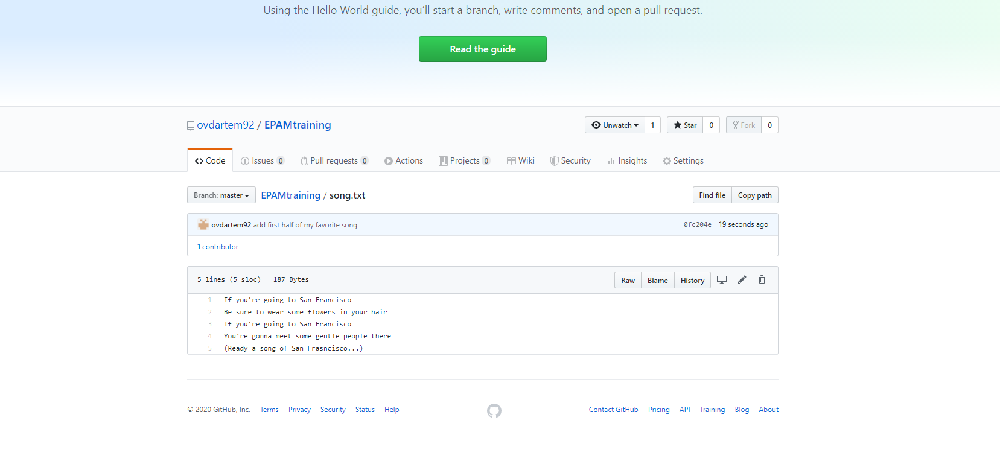 Using the Hello World guide, you’ll start a branch, write comments, and open a pull request.
Read the guide
ovdartem92 / EPAMtraining
Unwatch 1 Star 0 Fork 0
Code Issues 0 Pull requests 0 Actions Projects 0 Wiki Security Insights Settings
Branch: master EPAMtraining / song.txt Find file Copy path
ovdartem92 add first half of my favorite song 0fc204e 19 seconds ago
1 contributor
5 lines (5 sloc) 187 Bytes Raw Blame History
1 If you're going to San Francisco
2 Be sure to wear some flowers in your hair
3 If you're going to San Francisco
4 You're gonna meet some gentle people there
5 (Ready a song of San Frasncisco...)
© 2020 GitHub, Inc. Terms Privacy Security Status Help Contact GitHub Pricing API Training Blog About